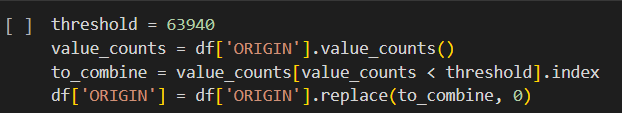 [ ] threshold = 63940
value_counts = df['ORIGIN'].value_counts()
to_combine = value_counts[value_counts < threshold].index
df['ORIGIN'] = df['ORIGIN'].replace(to_combine, 0)